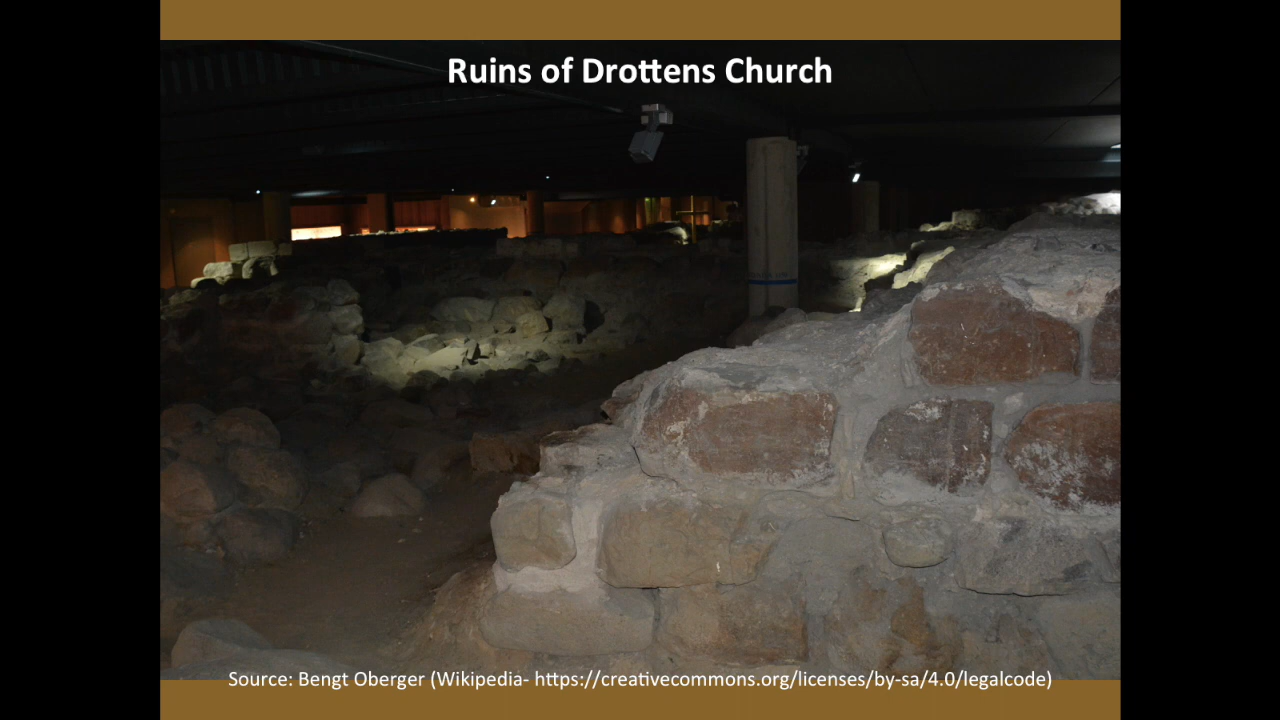 Ruins of Drottens Church
Source: Bengt Oberger (Wikipedia- https://creativecommons.org/licenses/by-sa/4.0/legalcode)